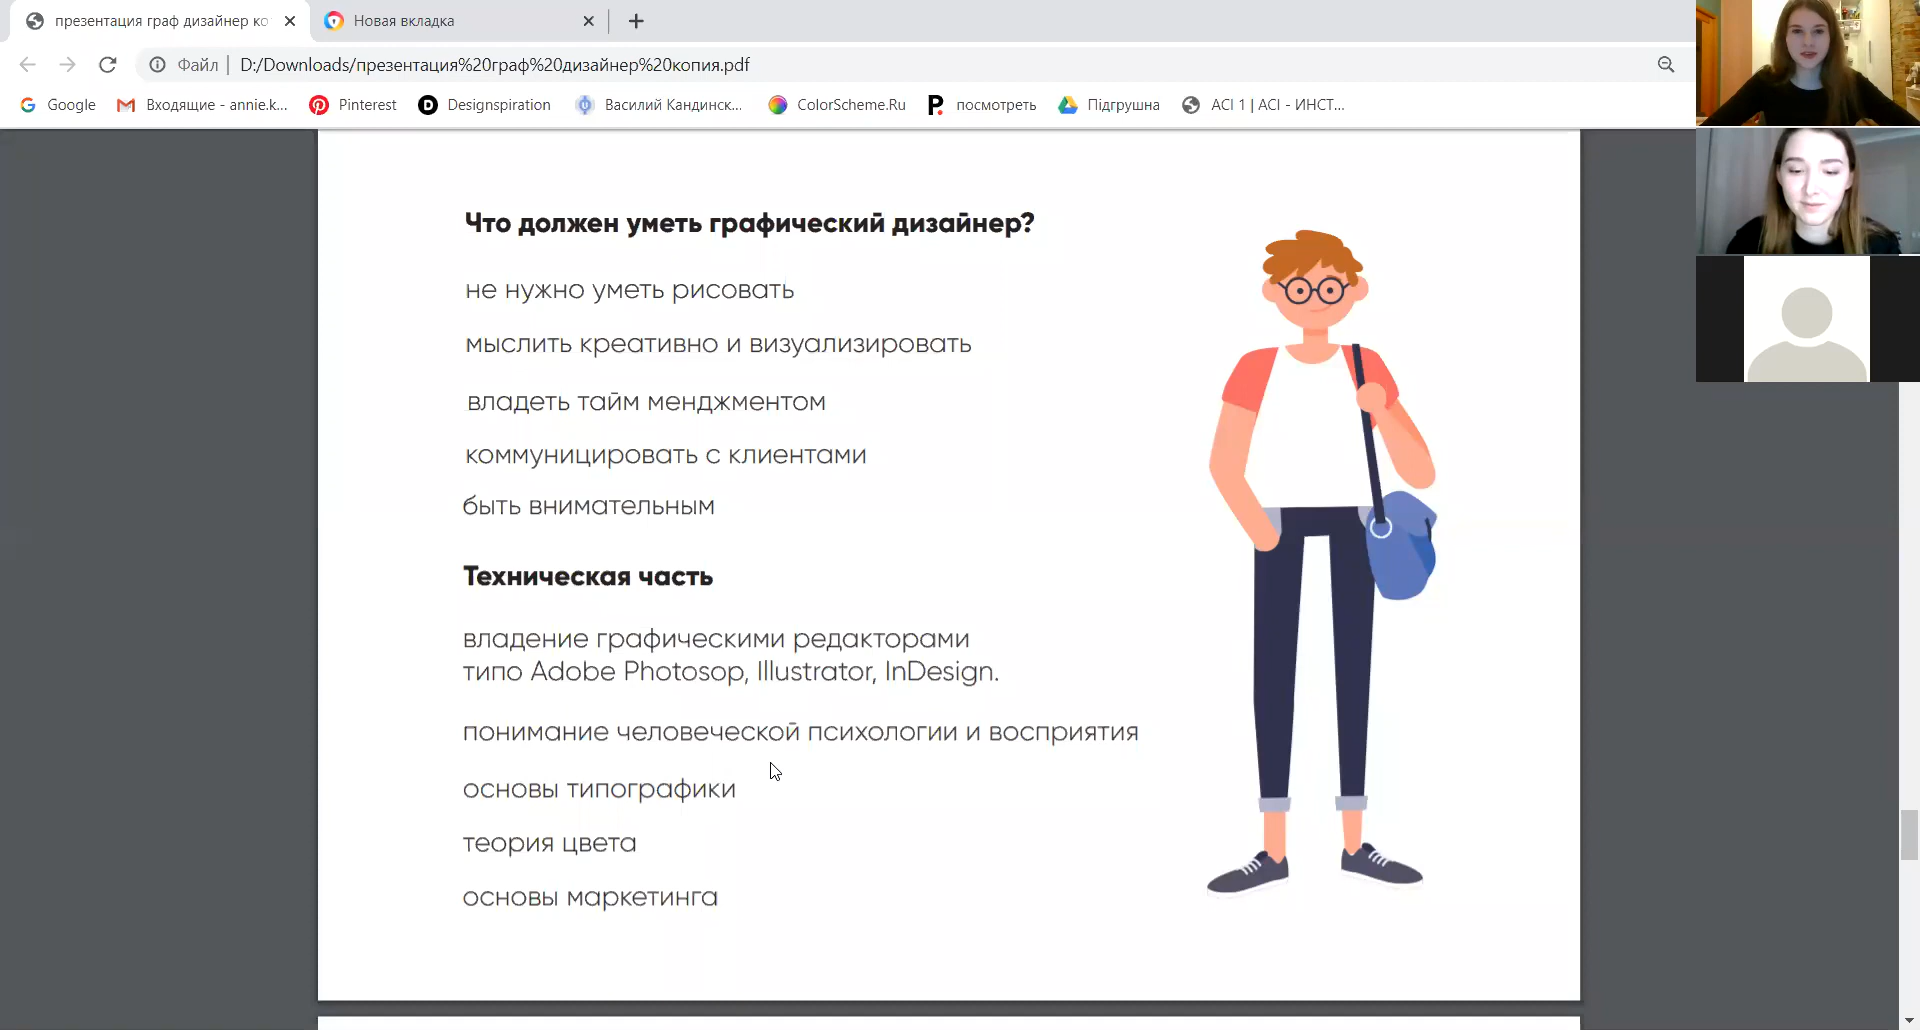 презентация граф дизайнер ко
Новая вкладка
Файл
D:/Downloads/презентация%20граф%20дизайнер%20копия.pdf
Google
Входящие - annie.k...
Pinterest
Designspiration
Василий Кандинск...
ColorScheme.Ru
посмотреть
Підгрушна
ACI 1 | ACI - ИНСТ...
Что должен уметь графический дизайнер?
не нужно уметь рисовать
мыслить креативно и визуализировать
владеть тайм менджментом
коммуницировать с клиентами
быть внимательным
Техническая часть
владение графическими редакторами
типо Adobe Photosop, Illustrator, InDesign.
понимание человеческой психологии и восприятия
основы типографики
теория цвета
основы маркетинга